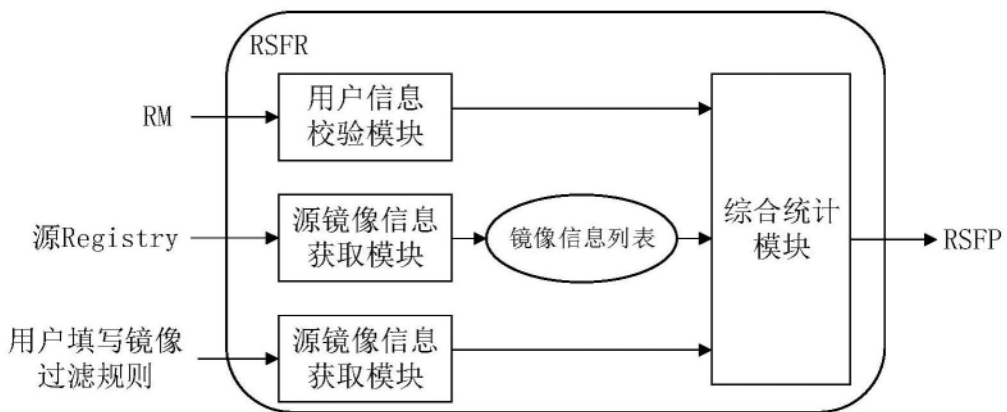 RSFR
RM
用户信息
校验模块
源Registry
源镜像信息
获取模块
镜像信息列表
综合统计
模块
RSFP
用户填写镜像
过滤规则
源镜像信息
获取模块